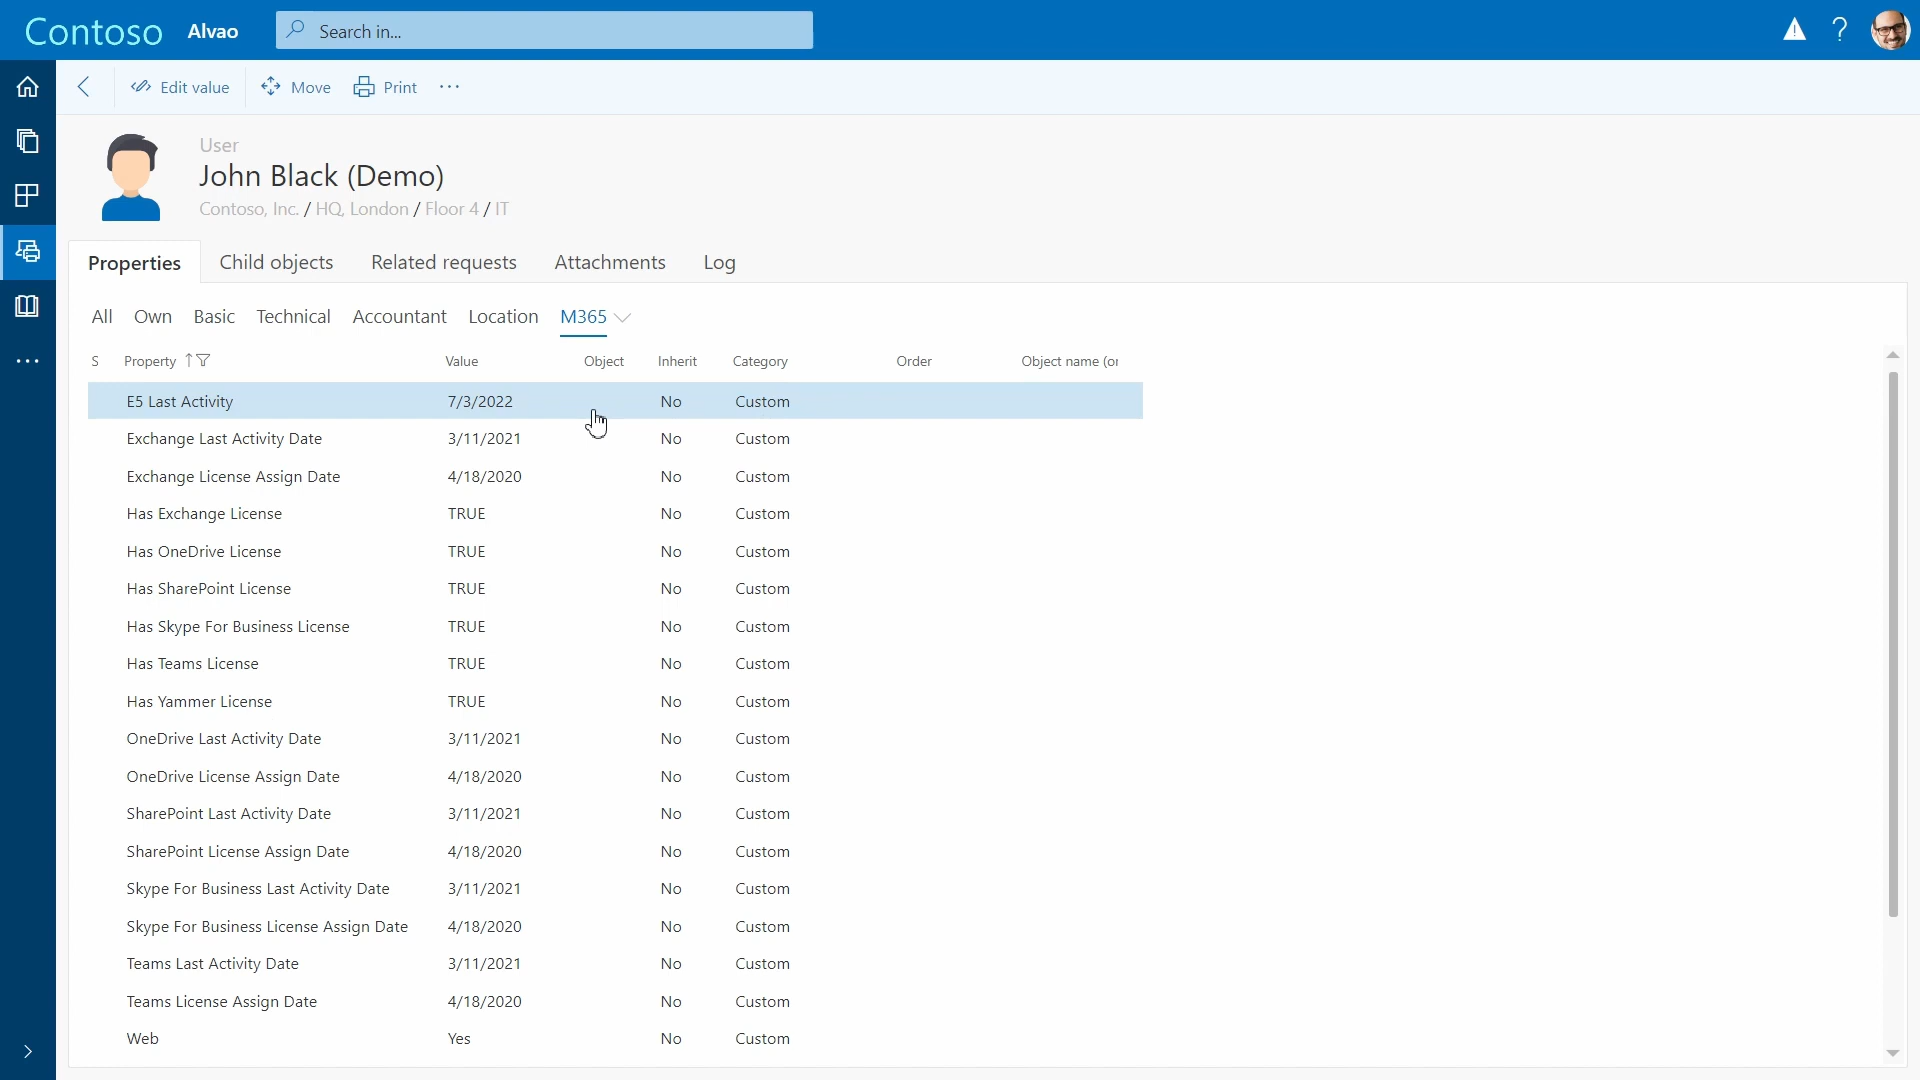 Contoso Alvao Search in...
Edit value Move Print ...
User
John Black (Demo)
Contoso, Inc. / HQ, London / Floor 4 / IT
Properties Child objects Related requests Attachments Log
All Own Basic Technical Accountant Location M365
S Property Value Object Inherit Category Order Object name (or
E5 Last Activity 7/3/2022 No Custom
Exchange Last Activity Date 3/11/2021 No Custom
Exchange License Assign Date 4/18/2020 No Custom
Has Exchange License TRUE No Custom
Has OneDrive License TRUE No Custom
Has SharePoint License TRUE No Custom
Has Skype For Business License TRUE No Custom
Has Teams License TRUE No Custom
Has Yammer License TRUE No Custom
OneDrive Last Activity Date 3/11/2021 No Custom
OneDrive License Assign Date 4/18/2020 No Custom
SharePoint Last Activity Date 3/11/2021 No Custom
SharePoint License Assign Date 4/18/2020 No Custom
Skype For Business Last Activity Date 3/11/2021 No Custom
Skype For Business License Assign Date 4/18/2020 No Custom
Teams Last Activity Date 3/11/2021 No Custom
Teams License Assign Date 4/18/2020 No Custom
Web Yes No Custom